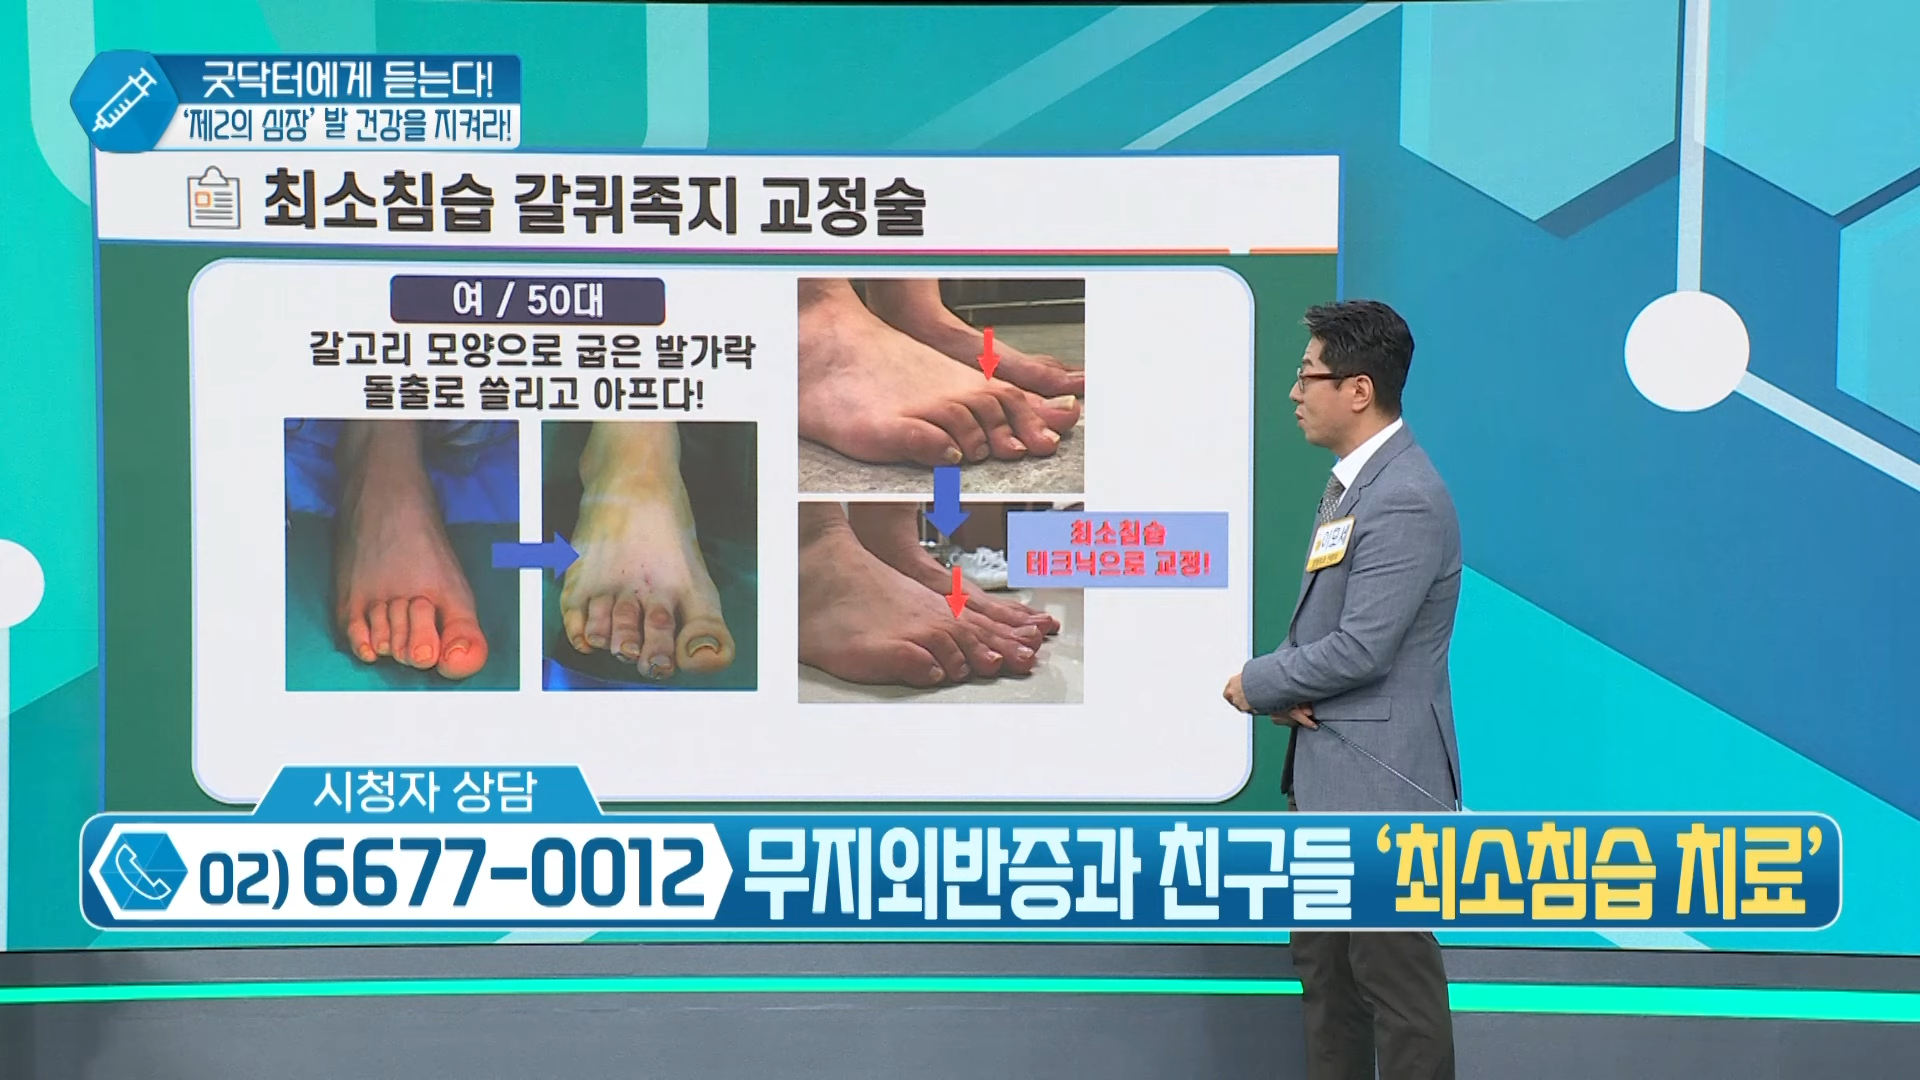 굿닥터에게 듣는다!
‘제2의 심장’ 발 건강을 지켜라!
최소침습 갈퀴족지 교정술
여 / 50대
갈고리 모양으로 굽은 발가락
돌출로 쓸리고 아프다!
최소침습
테크닉으로 교정!
이모세
시청자 상담
02) 6677-0012
무지외반증과 친구들 ‘최소침습 치료’